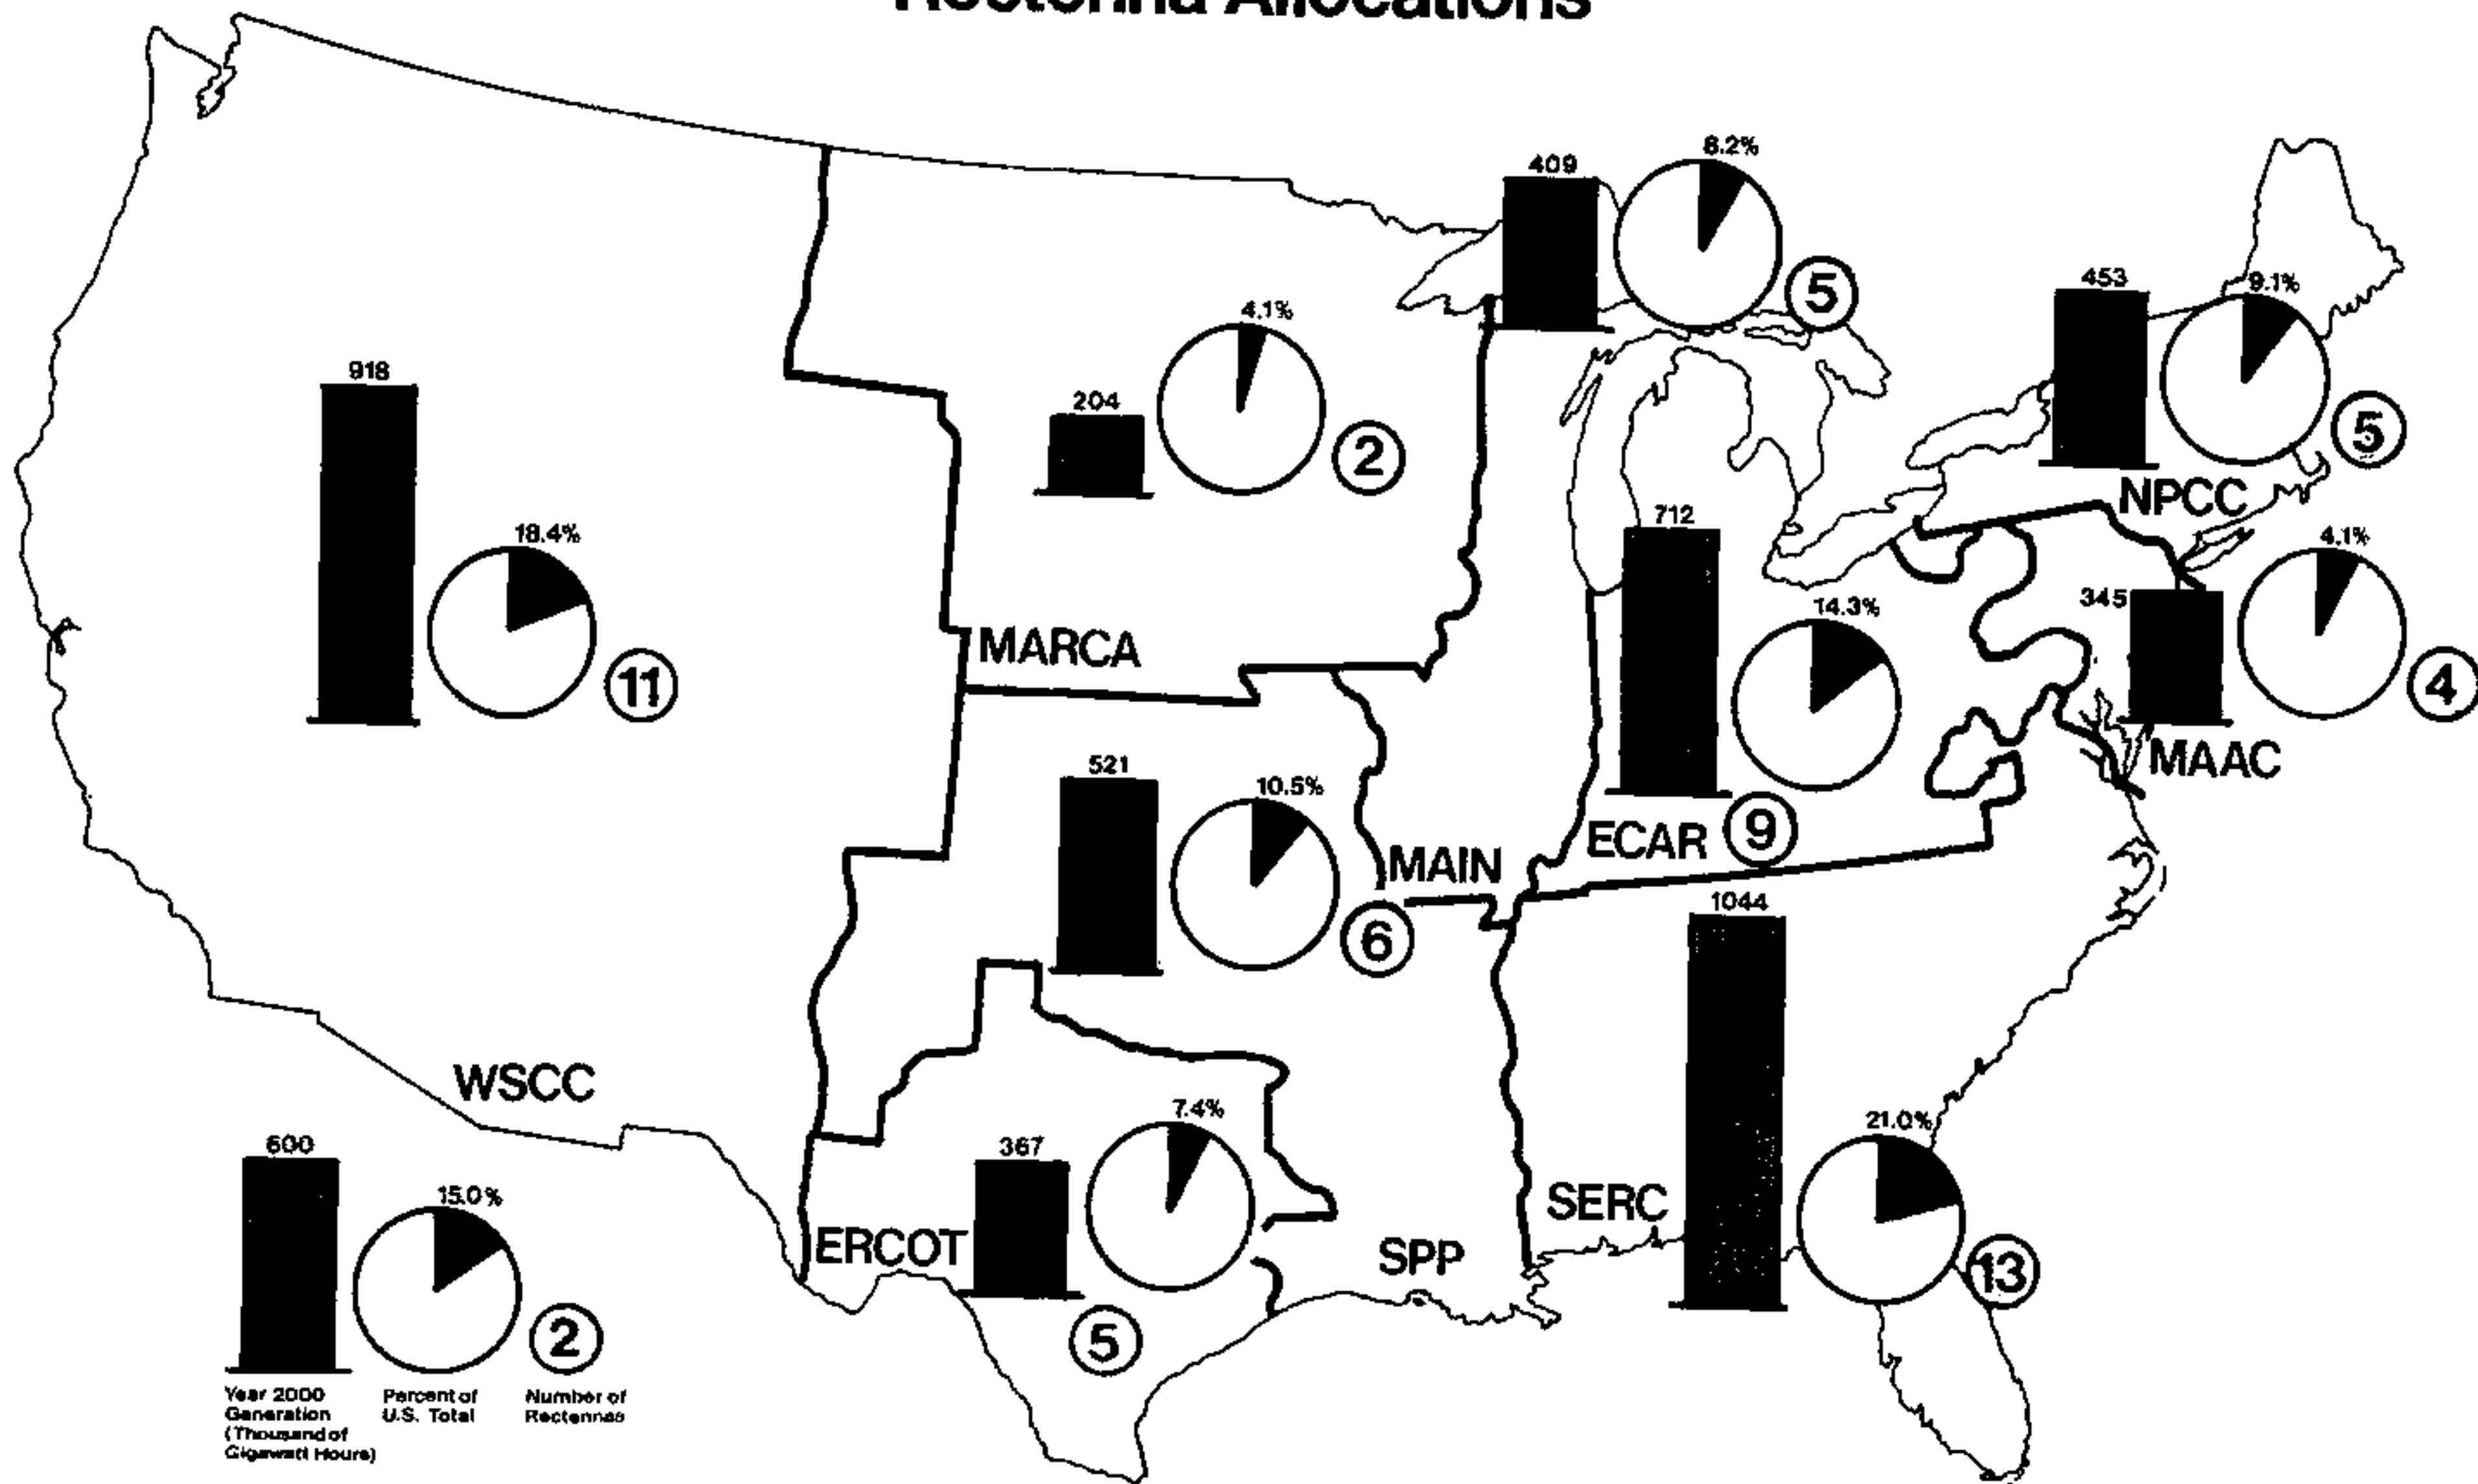 Rectenna Allocations
409
8.2%
5
453
9.1%
5
NPCC
4.1%
204
2
MARCA
918
18.4%
11
712
14.3%
9
ECAR
4.1%
345
4
MAAC
521
10.5%
6
MAIN
1044
21.0%
13
SERC
WSCC
7.4%
367
5
ERCOT
SPP
600
15.0%
2
Year 2000
Generation
(Thousand of
Gigawatt Hours)
Percent of
U.S. Total
Number of
Rectennas